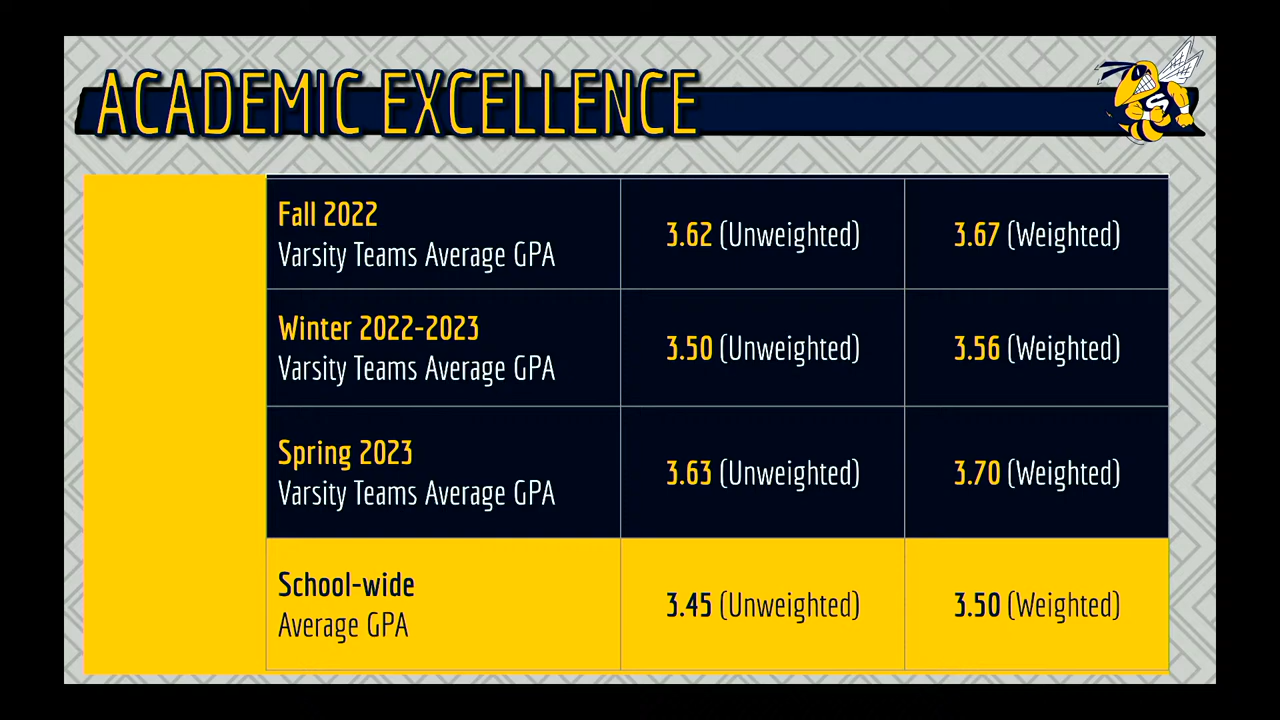 ACADEMIC EXCELLENCE
Fall 2022
Varsity Teams Average GPA
3.62 (Unweighted)
3.67 (Weighted)
Winter 2022-2023
Varsity Teams Average GPA
3.50 (Unweighted)
3.56 (Weighted)
Spring 2023
Varsity Teams Average GPA
3.63 (Unweighted)
3.70 (Weighted)
School-wide
Average GPA
3.45 (Unweighted)
3.50 (Weighted)